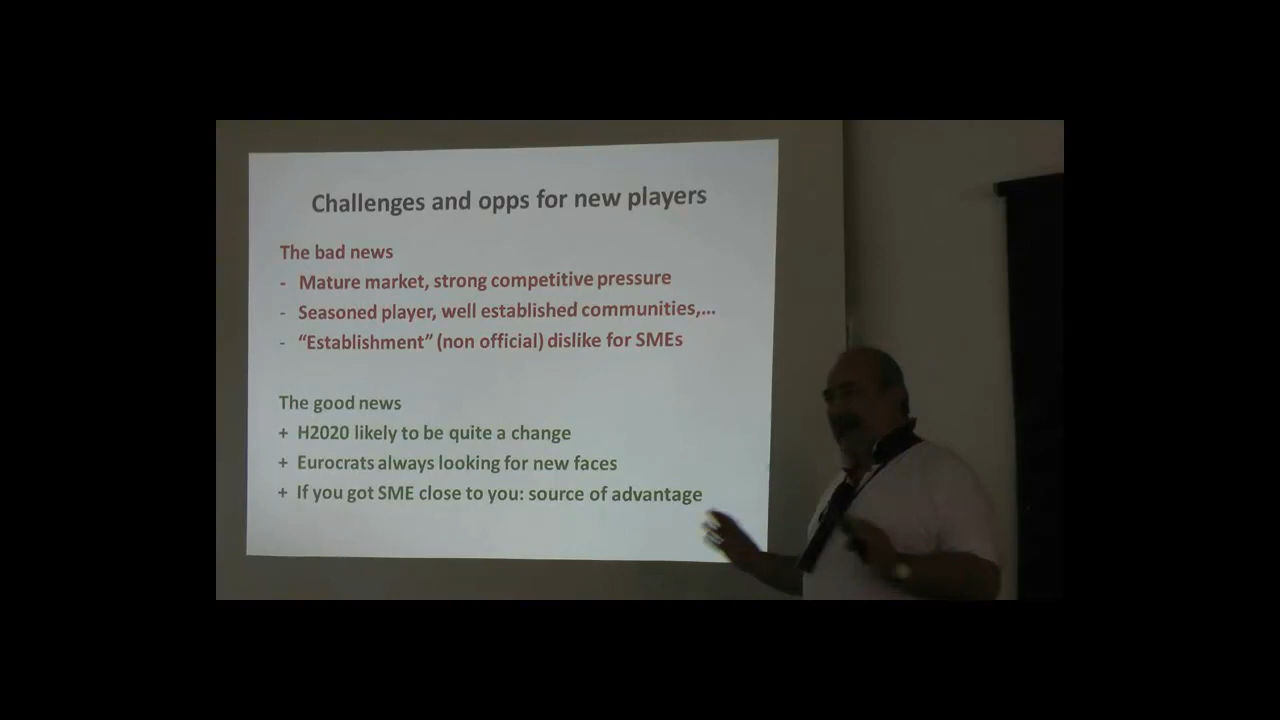 Challenges and opps for new players
The bad news
- Mature market, strong competitive pressure
- Seasoned player, well established communities,...
- “Establishment” (non official) dislike for SMEs
The good news
+ H2020 likely to be quite a change
+ Eurocrats always looking for new faces
+ If you got SME close to you: source of advantage